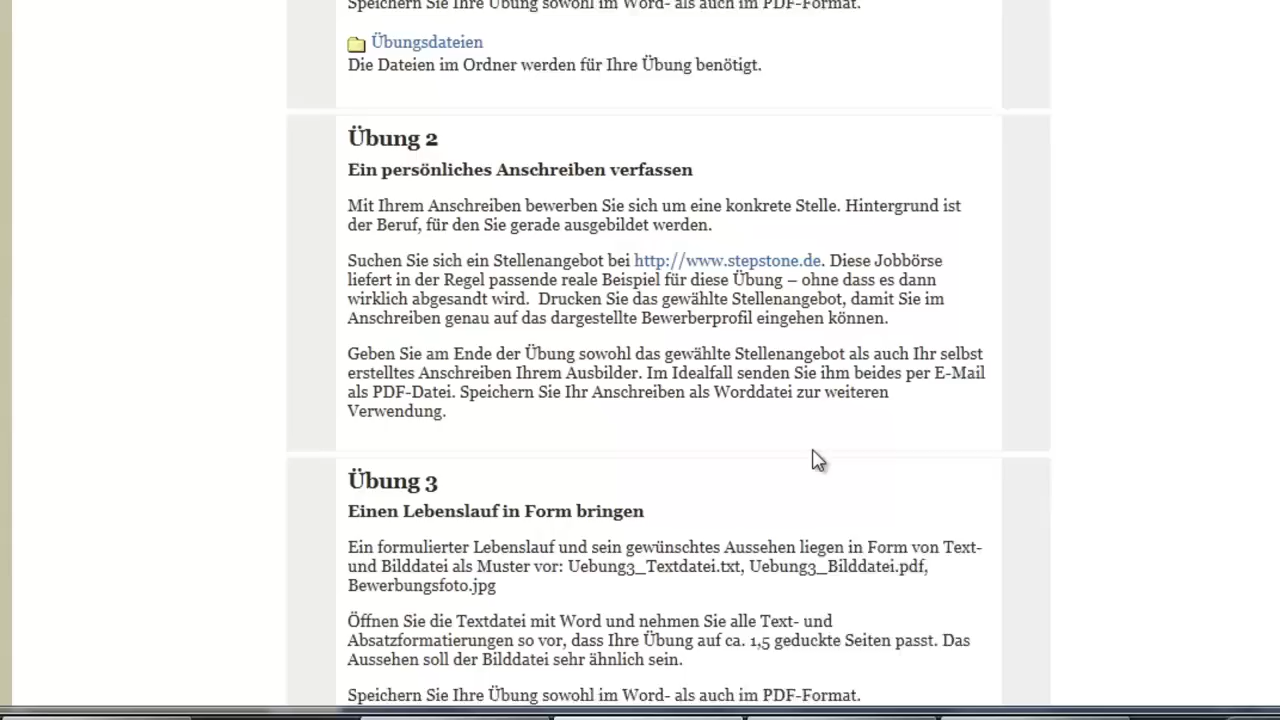 Speichern Sie Ihre Übung sowohl im Word- als auch im PDF-Format.
Übungsdateien
Die Dateien im Ordner werden für Ihre Übung benötigt.
Übung 2
Ein persönliches Anschreiben verfassen
Mit Ihrem Anschreiben bewerben Sie sich um eine konkrete Stelle. Hintergrund ist
der Beruf, für den Sie gerade ausgebildet werden.
Suchen Sie sich ein Stellenangebot bei http://www.stepstone.de. Diese Jobbörse
liefert in der Regel passende reale Beispiel für diese Übung – ohne dass es dann
wirklich abgesandt wird. Drucken Sie das gewählte Stellenangebot, damit Sie im
Anschreiben genau auf das dargestellte Bewerberprofil eingehen können.
Geben Sie am Ende der Übung sowohl das gewählte Stellenangebot als auch Ihr selbst
erstelltes Anschreiben Ihrem Ausbilder. Im Idealfall senden Sie ihm beides per E-Mail
als PDF-Datei. Speichern Sie Ihr Anschreiben als Worddatei zur weiteren
Verwendung.
Übung 3
Einen Lebenslauf in Form bringen
Ein formulierter Lebenslauf und sein gewünschtes Aussehen liegen in Form von Text-
und Bilddatei als Muster vor: Uebung3_Textdatei.txt, Uebung3_Bilddatei.pdf,
Bewerbungsfoto.jpg
Öffnen Sie die Textdatei mit Word und nehmen Sie alle Text- und
Absatzformatierungen so vor, dass Ihre Übung auf ca. 1,5 geduckte Seiten passt. Das
Aussehen soll der Bilddatei sehr ähnlich sein.
Speichern Sie Ihre Übung sowohl im Word- als auch im PDF-Format.